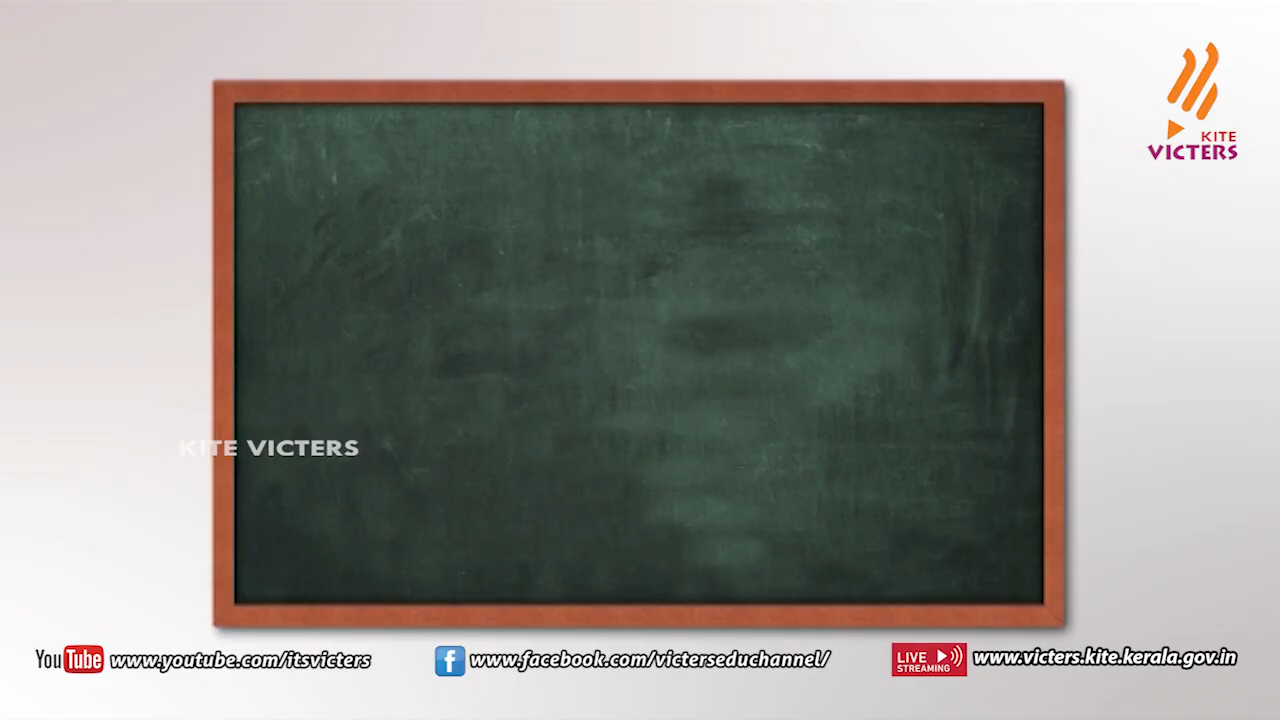 KITE
VICTERS
KITE VICTERS
YouTube www.youtube.com/itsvicters
f www.facebook.com/victerseduchannel/
LIVE
STREAMING
www.victers.kite.kerala.gov.in